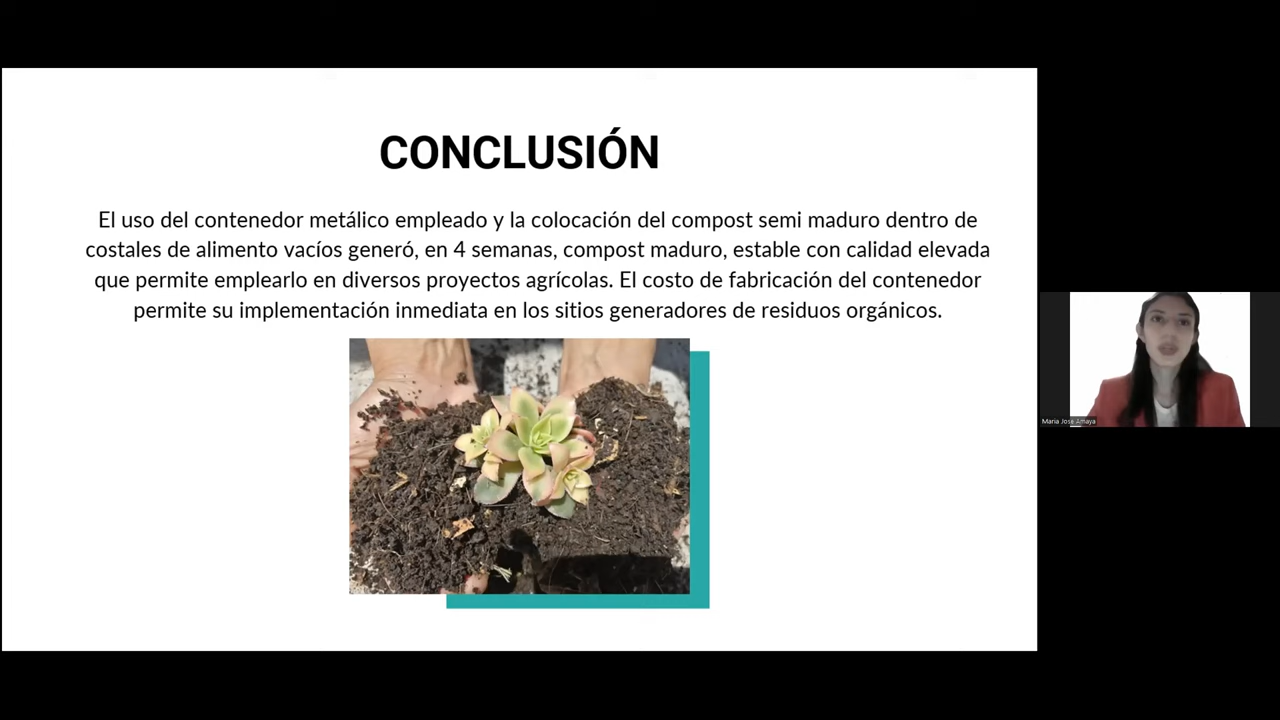 CONCLUSIÓN
El uso del contenedor metálico empleado y la colocación del compost semi maduro dentro de
costales de alimento vacíos generó, en 4 semanas, compost maduro, estable con calidad elevada
que permite emplearlo en diversos proyectos agrícolas. El costo de fabricación del contenedor
permite su implementación inmediata en los sitios generadores de residuos orgánicos.
Maria José Amaya